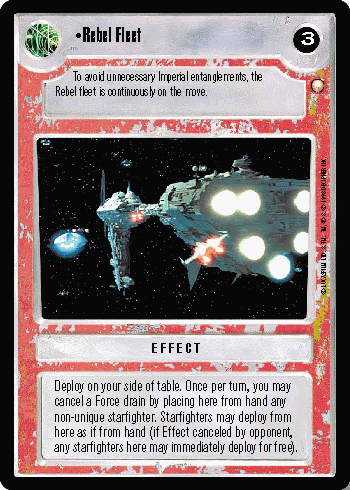 •Rebel Fleet
3
To avoid unnecessary Imperial entanglements, the
Rebel fleet is continuously on the move.
EFFECT
Deploy on your side of table. Once per turn, you may
cancel a Force drain by placing here from hand any
non-unique starfighter. Starfighters may deploy from
here as if from hand (if Effect canceled by opponent,
any starfighters here may immediately deploy for free).